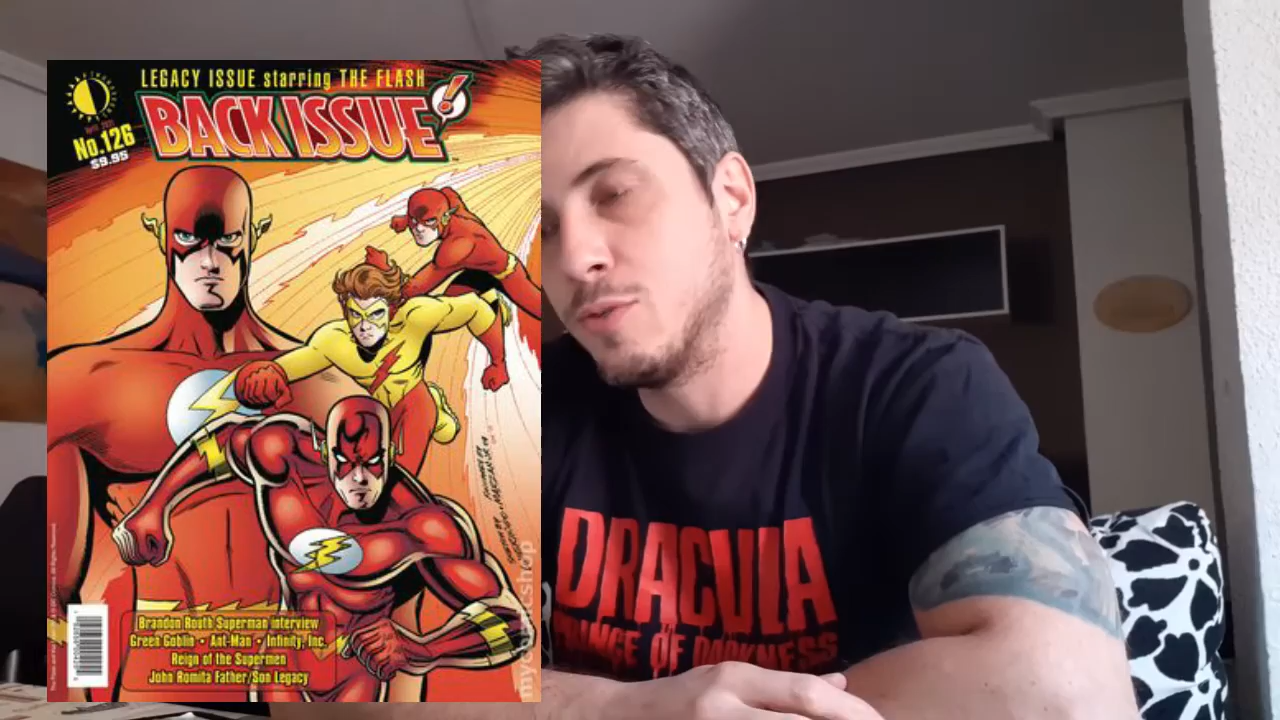 LEGACY ISSUE starring THE FLASH
BACK ISSUE!
No.126
$9.95
Brandon Routh Superman interview
Green Goblin • Ant-Man • Infinity, Inc.
Reign of the Supermen
John Romita Father/Son Legacy
mycomicshop
DRACULA
PRINCE OF DARKNESS